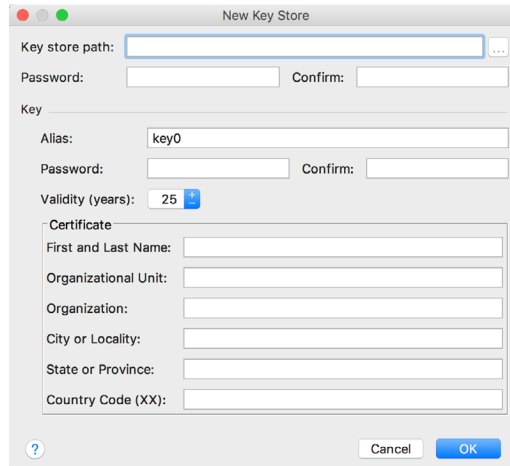 New Key Store
Key store path: ...
Password: Confirm:
Key
Alias: key0
Password: Confirm:
Validity (years): 25 + −
Certificate
First and Last Name:
Organizational Unit:
Organization:
City or Locality:
State or Province:
Country Code (XX):
? Cancel OK